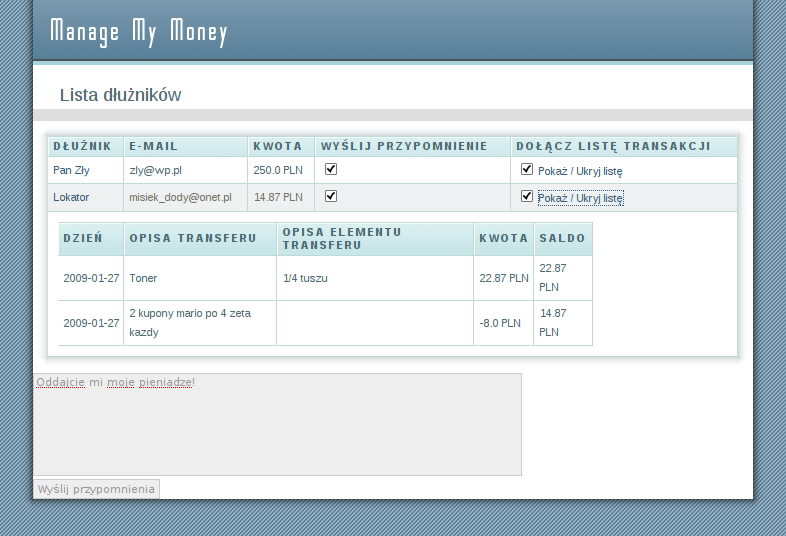 Manage My Money
Lista dłużników
DŁUŻNIK E-MAIL KWOTA WYŚLIJ PRZYPOMNIENIE DOŁĄCZ LISTĘ TRANSAKCJI
Pan Zły zly@wp.pl 250.0 PLN Pokaż / Ukryj listę
Lokator misiek_dody@onet.pl 14.87 PLN Pokaż / Ukryj listę
DZIEŃ OPISA TRANSFERU OPISA ELEMENTU TRANSFERU KWOTA SALDO
2009-01-27 Toner 1/4 tuszu 22.87 PLN 22.87 PLN
2009-01-27 2 kupony mario po 4 zeta kazdy -8.0 PLN 14.87 PLN
Oddajcie mi moje pieniadze!
Wyślij przypomnienia